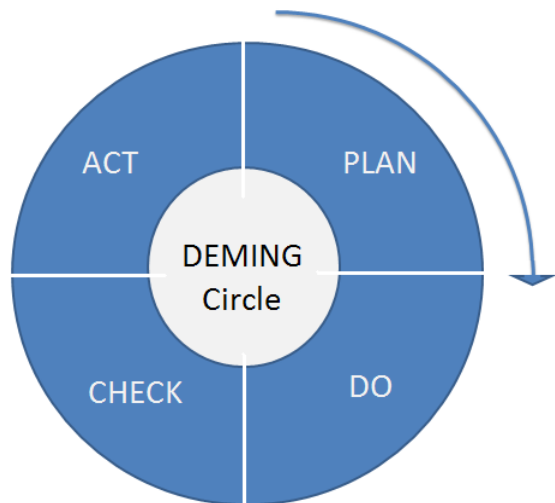 ACT
PLAN
DEMING
Circle
CHECK
DO